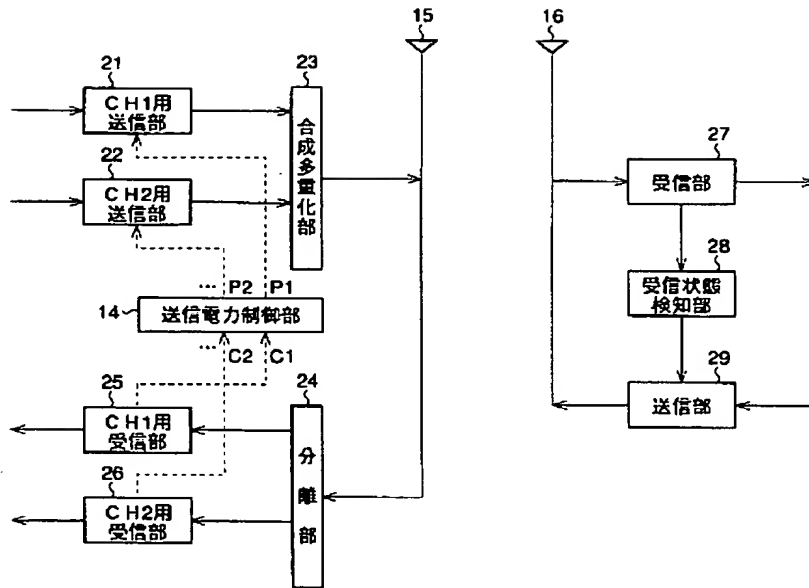 15
16
21
CH1用
送信部
23
合成多重化部
22
CH2用
送信部
27
受信部
28
受信状態
検知部
… P2 P1
14 送信電力制御部
… C2 C1
29
送信部
25
CH1用
受信部
24
分離部
26
CH2用
受信部